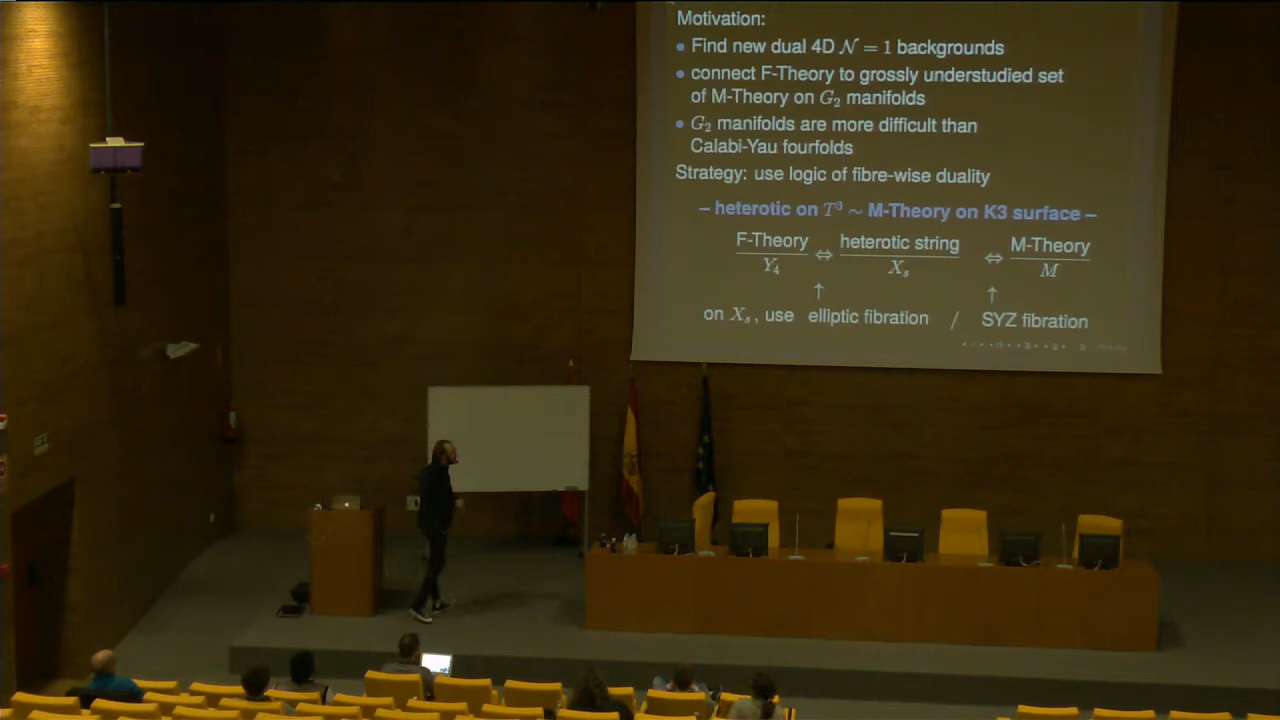 Motivation:
• Find new dual 4D 𝒩 = 1 backgrounds
• connect F-Theory to grossly understudied set
of M-Theory on G₂ manifolds
• G₂ manifolds are more difficult than
Calabi-Yau fourfolds
Strategy: use logic of fibre-wise duality
– heterotic on T³ ~ M-Theory on K3 surface –
F-Theory / Y₄ ⇔ heterotic string / Xₛ ⇔ M-Theory / M
↑ ↑
on Xₛ, use elliptic fibration / SYZ fibration